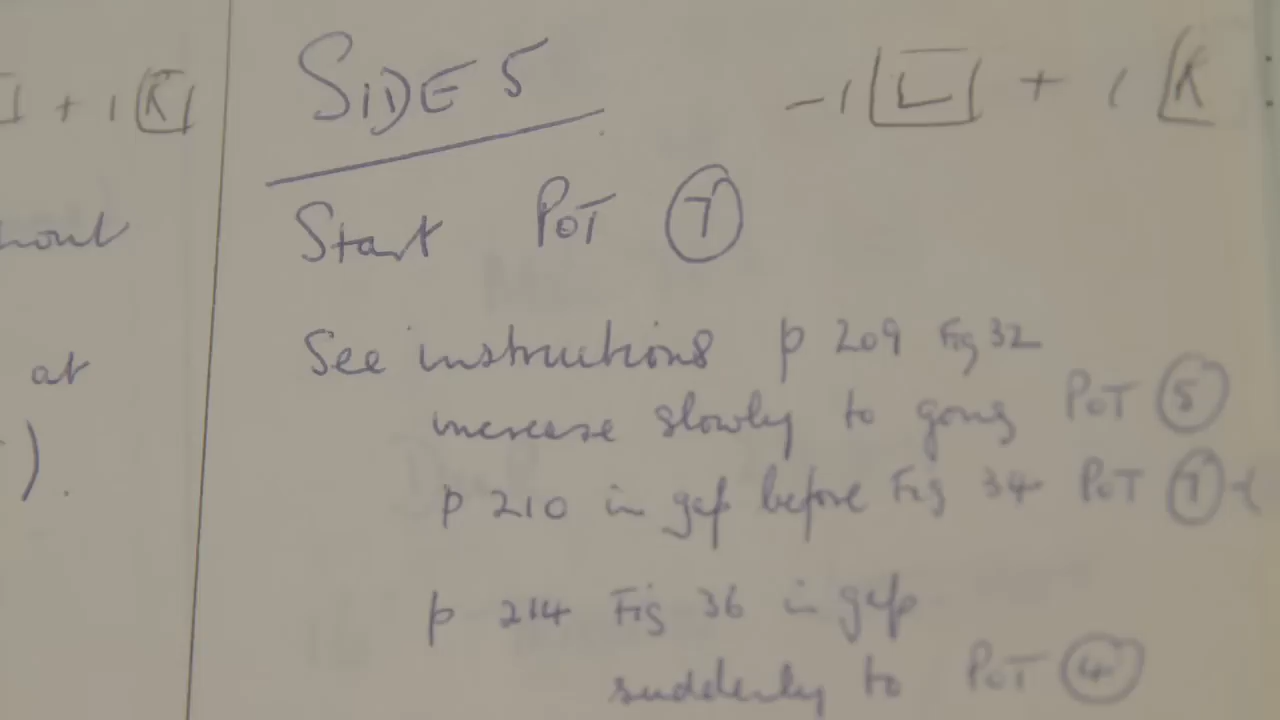 + 1 K
at
SIDE 5
-1 L + 1 K :
Start POT 7
See instructions p 209 Fig 32
increase slowly to gong POT 5
p 210 in gap before Fig 34 POT 7
p 214 Fig 36 in gap
suddenly to POT 4